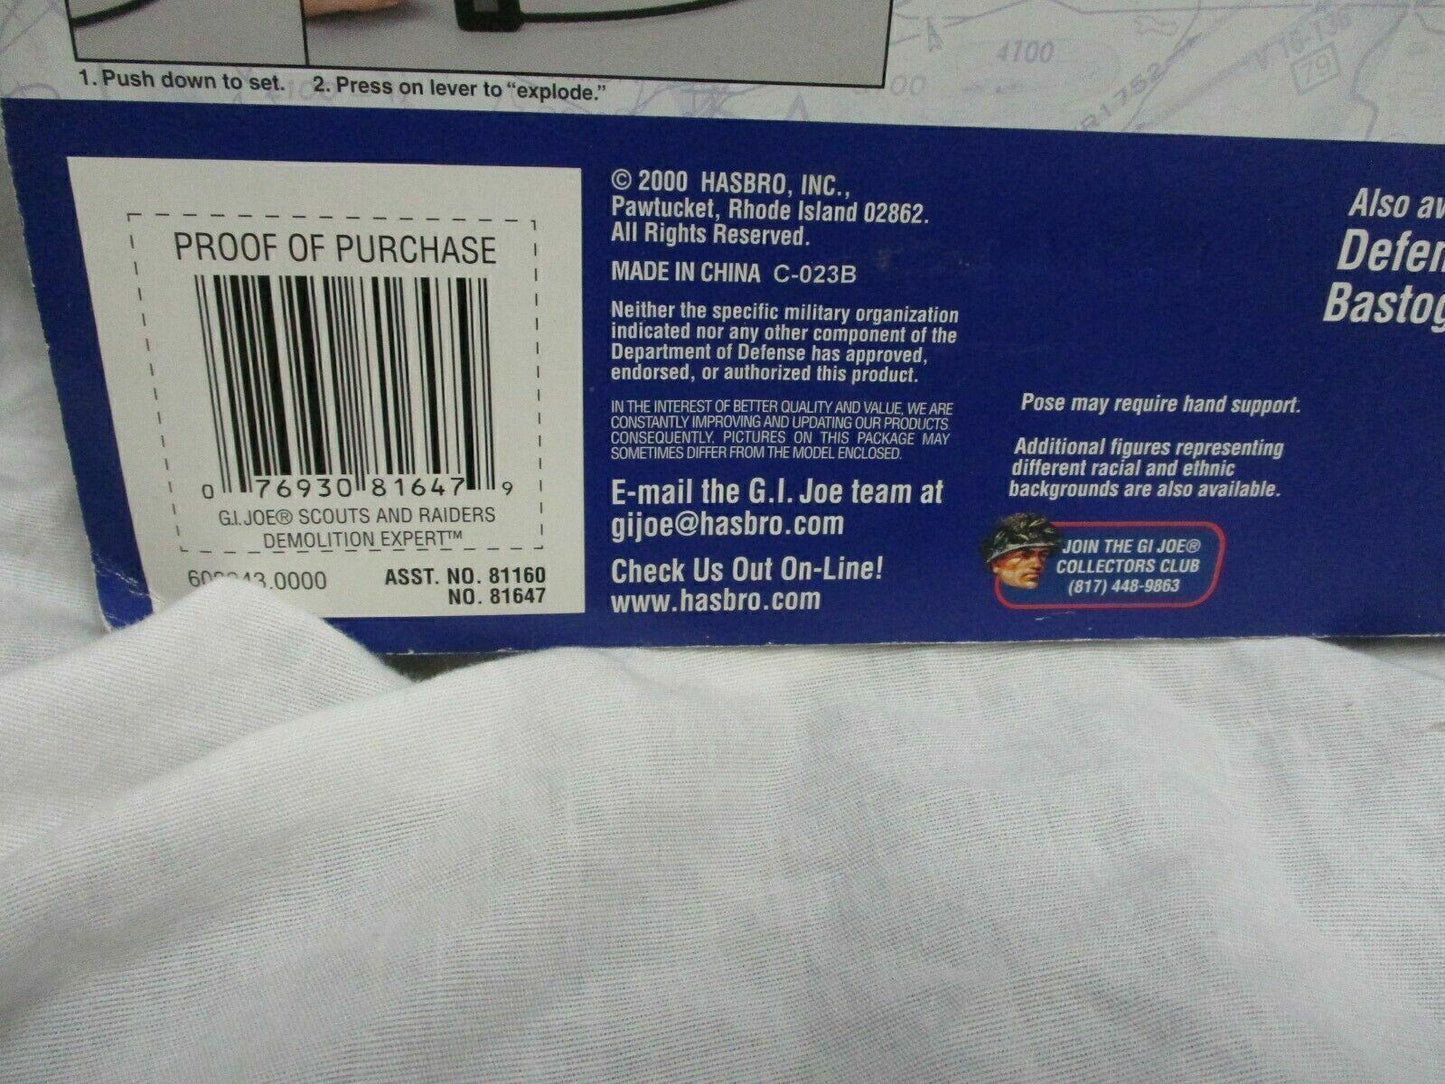 4100
16-136
79
00
R1752
4100
1. Push down to set.
2. Press on lever to “explode.”
PROOF OF PURCHASE
0 76930 81647 9
G.I. JOE® SCOUTS AND RAIDERS
DEMOLITION EXPERT™
ASST. NO. 81160
NO. 81647
© 2000 HASBRO, INC.,
Pawtucket, Rhode Island 02862.
All Rights Reserved.
MADE IN CHINA C-023B
Neither the specific military organization
indicated nor any other component of the
Department of Defense has approved,
endorsed, or authorized this product.
IN THE INTEREST OF BETTER QUALITY AND VALUE, WE ARE
CONSTANTLY IMPROVING AND UPDATING OUR PRODUCTS.
CONSEQUENTLY, PICTURES ON THIS PACKAGE MAY
SOMETIMES DIFFER FROM THE MODEL ENCLOSED.
E-mail the G.I. Joe team at
gijoe@hasbro.com
Check Us Out On-Line!
www.hasbro.com
Also
Pose may require hand support.
Additional figures representing
different racial and ethnic
backgrounds are also available.
JOIN THE GI JOE®
COLLECTORS CLUB
(817) 448-9863